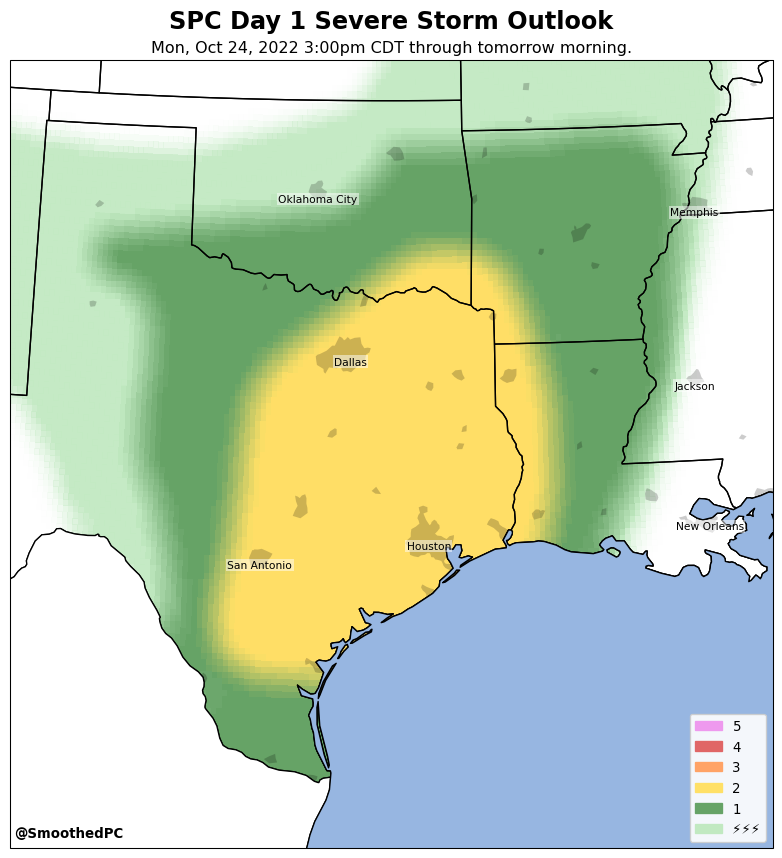 SPC Day 1 Severe Storm Outlook
Mon, Oct 24, 2022 3:00pm CDT through tomorrow morning.
Oklahoma City
Memphis
Dallas
Jackson
New Orleans
Houston
San Antonio
5
4
3
2
1
⚡⚡⚡
@SmoothedPC